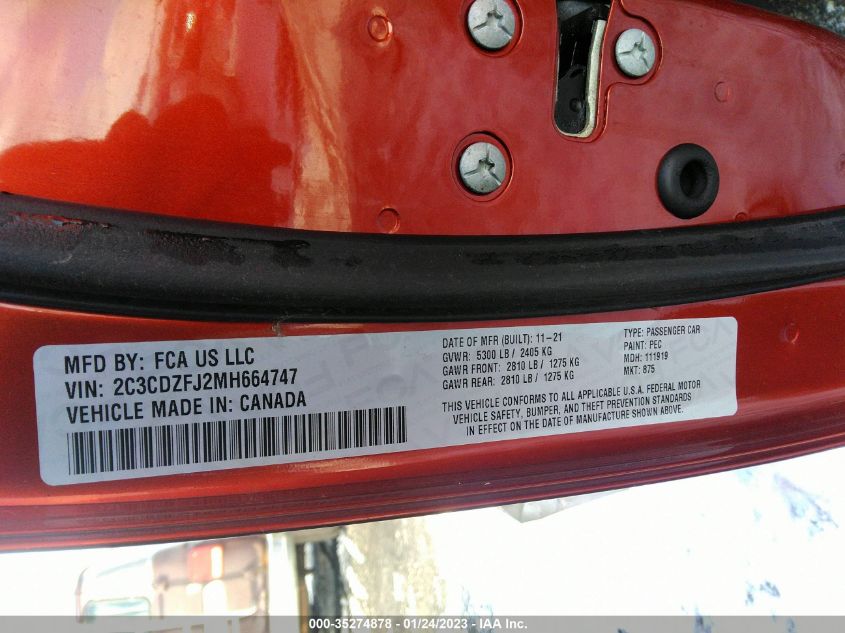 MFD BY: FCA US LLC
VIN: 2C3CDZFJ2MH664747
VEHICLE MADE IN: CANADA
DATE OF MFR (BUILT): 11-21
GVWR: 5300 LB / 2405 KG
GAWR FRONT: 2810 LB / 1275 KG
GAWR REAR: 2810 LB / 1275 KG
TYPE: PASSENGER CAR
PAINT: PEC
MDH: 111919
MKT: 875
THIS VEHICLE CONFORMS TO ALL APPLICABLE U.S.A. FEDERAL MOTOR
VEHICLE SAFETY, BUMPER, AND THEFT PREVENTION STANDARDS
IN EFFECT ON THE DATE OF MANUFACTURE SHOWN ABOVE.
000-35274878 - 01/24/2023 - IAA Inc.